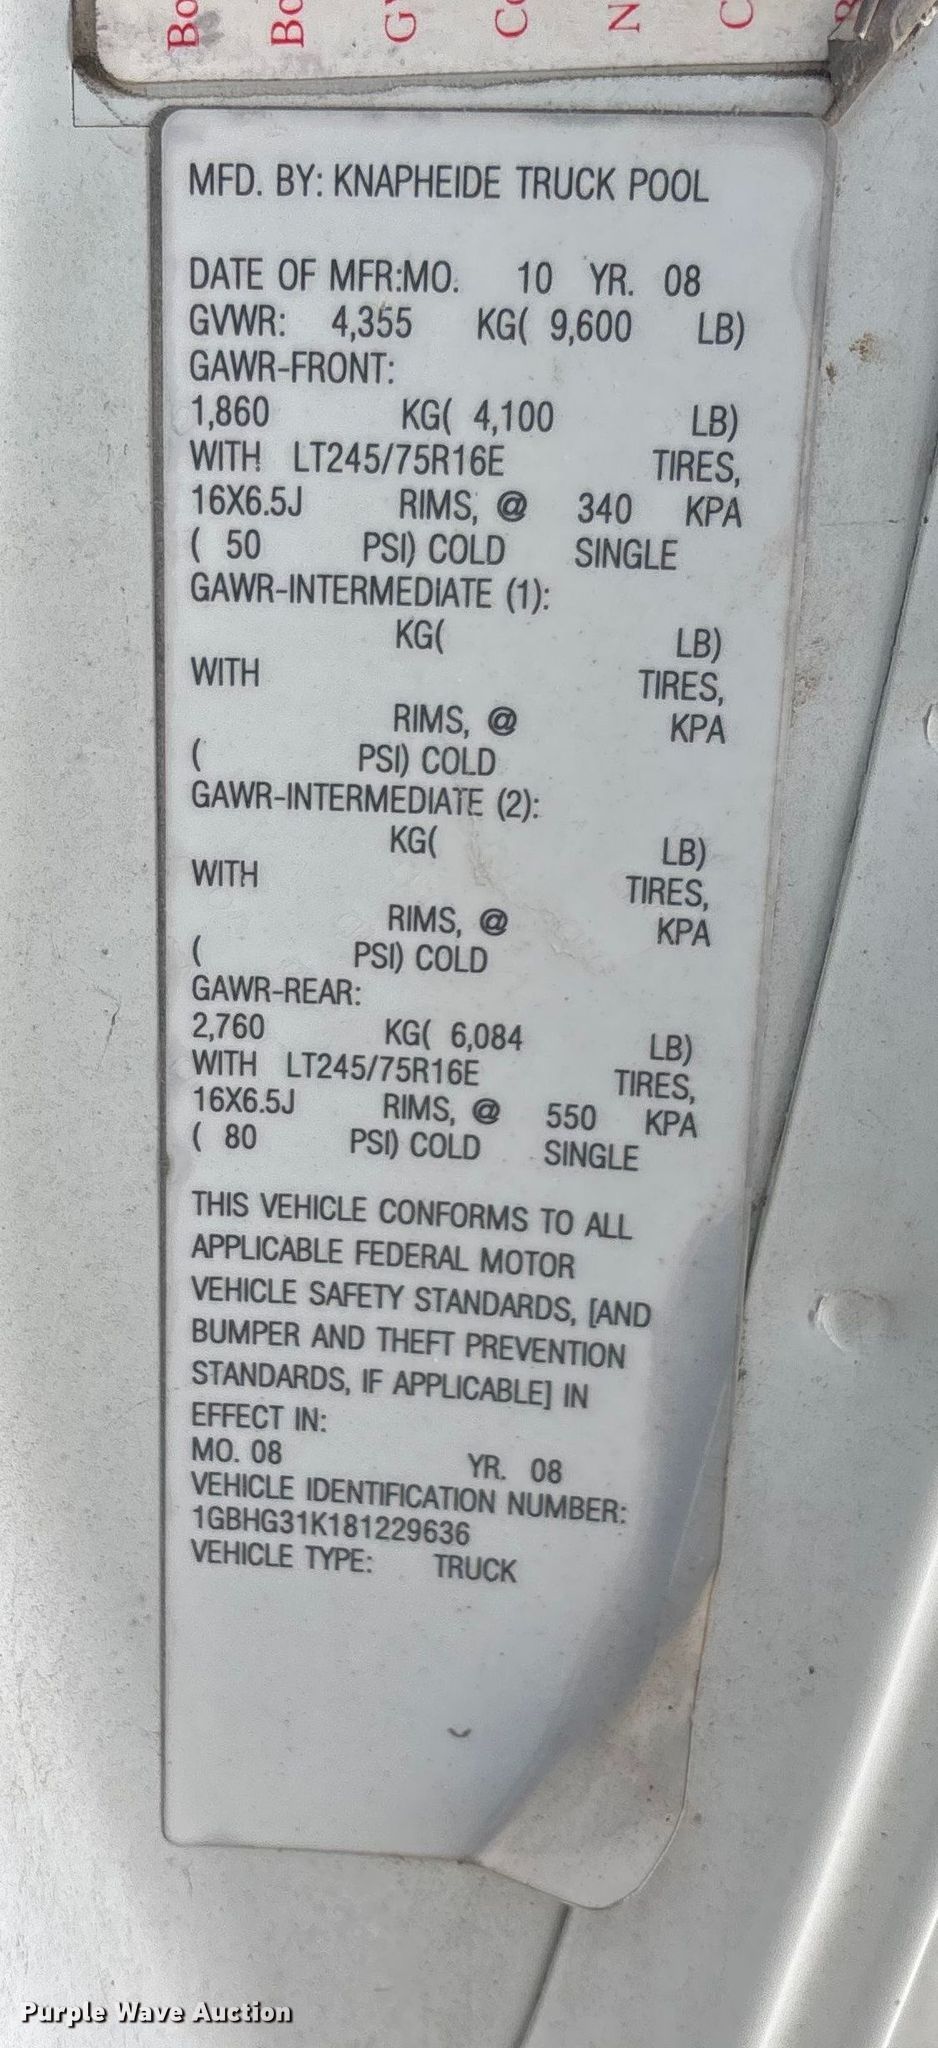 Bo
Bo
GV
N
C
MFD. BY: KNAPHEIDE TRUCK POOL
DATE OF MFR:MO. 10 YR. 08
GVWR: 4,355 KG( 9,600 LB)
GAWR-FRONT:
1,860 KG( 4,100 LB)
WITH LT245/75R16E TIRES,
16X6.5J RIMS, @ 340 KPA
( 50 PSI) COLD SINGLE
GAWR-INTERMEDIATE (1):
KG( LB)
WITH TIRES,
RIMS, @ KPA
( PSI) COLD
GAWR-INTERMEDIATE (2):
KG( LB)
WITH TIRES,
RIMS, @ KPA
( PSI) COLD
GAWR-REAR:
2,760 KG( 6,084 LB)
WITH LT245/75R16E TIRES,
16X6.5J RIMS, @ 550 KPA
( 80 PSI) COLD SINGLE
THIS VEHICLE CONFORMS TO ALL
APPLICABLE FEDERAL MOTOR
VEHICLE SAFETY STANDARDS, [AND
BUMPER AND THEFT PREVENTION
STANDARDS, IF APPLICABLE] IN
EFFECT IN:
MO. 08 YR. 08
VEHICLE IDENTIFICATION NUMBER:
1GBHG31K181229636
VEHICLE TYPE: TRUCK
Purple Wave Auction